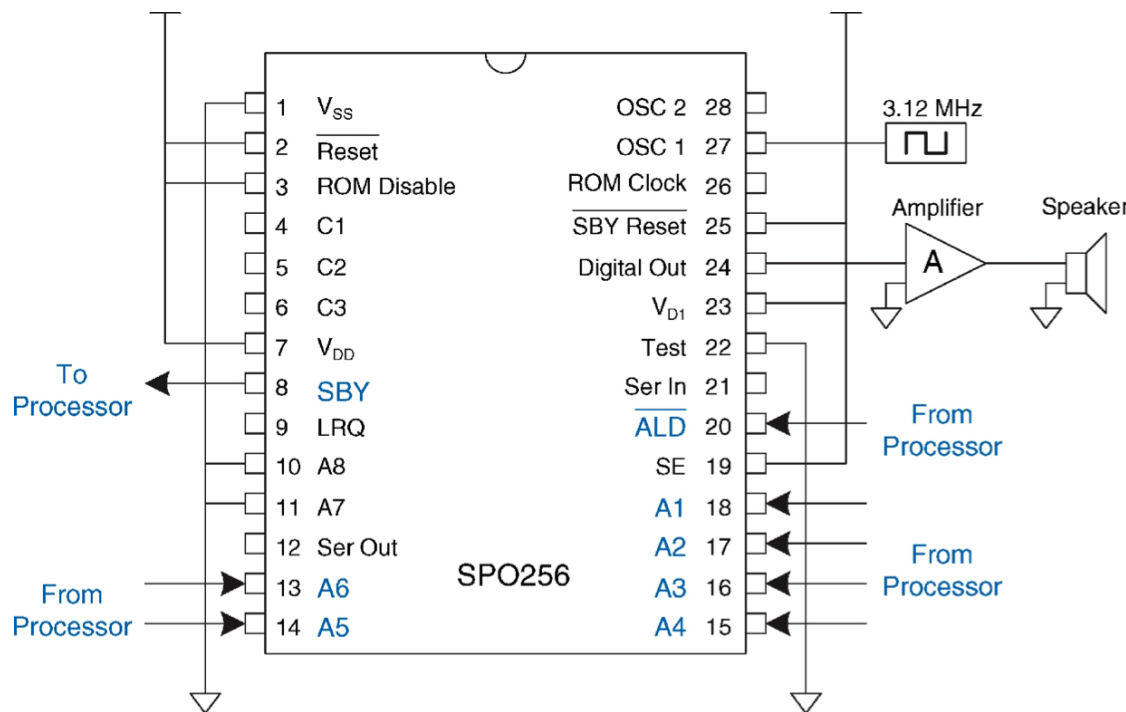 1 V_SS
2 Reset
3 ROM Disable
4 C1
5 C2
6 C3
7 V_DD
8 SBY
9 LRQ
10 A8
11 A7
12 Ser Out
13 A6
14 A5
To
Processor
From
Processor
SPO256
OSC 2 28
OSC 1 27
ROM Clock 26
SBY Reset 25
Digital Out 24
V_D1 23
Test 22
Ser In 21
ALD 20
SE 19
A1 18
A2 17
A3 16
A4 15
3.12 MHz
Amplifier
A
Speaker
From
Processor
From
Processor